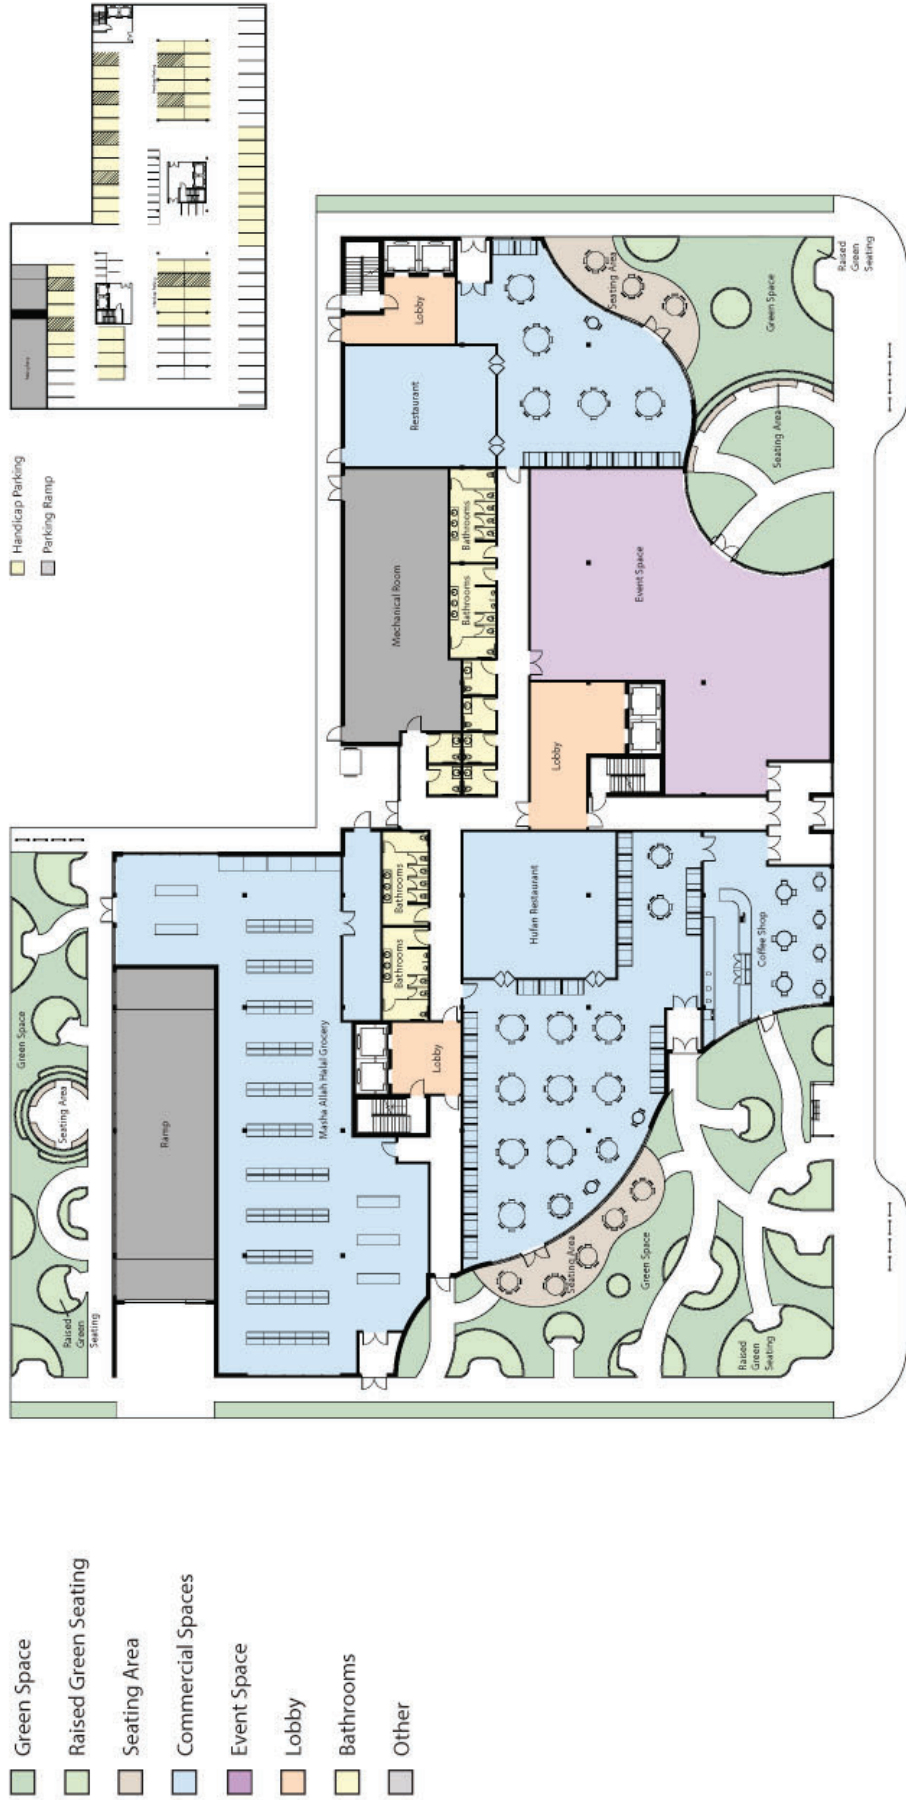 Green Space
Raised Green Seating
Seating Area
Commercial Spaces
Event Space
Lobby
Bathrooms
Other
Handicap Parking
Parking Ramp
Green Space
Seating Area
Raised
Green
Seating
Ramp
Masha Allah Halal Grocery
Bathrooms
Bathrooms
Lobby
Hufan Restaurant
Coffee Shop
Seating Area
Green Space
Raised
Green
Seating
Mechanical Room
Bathrooms
Bathrooms
Lobby
Event Space
Restaurant
Lobby
Seating Area
Green Space
Seating Area
Raised
Green
Seating